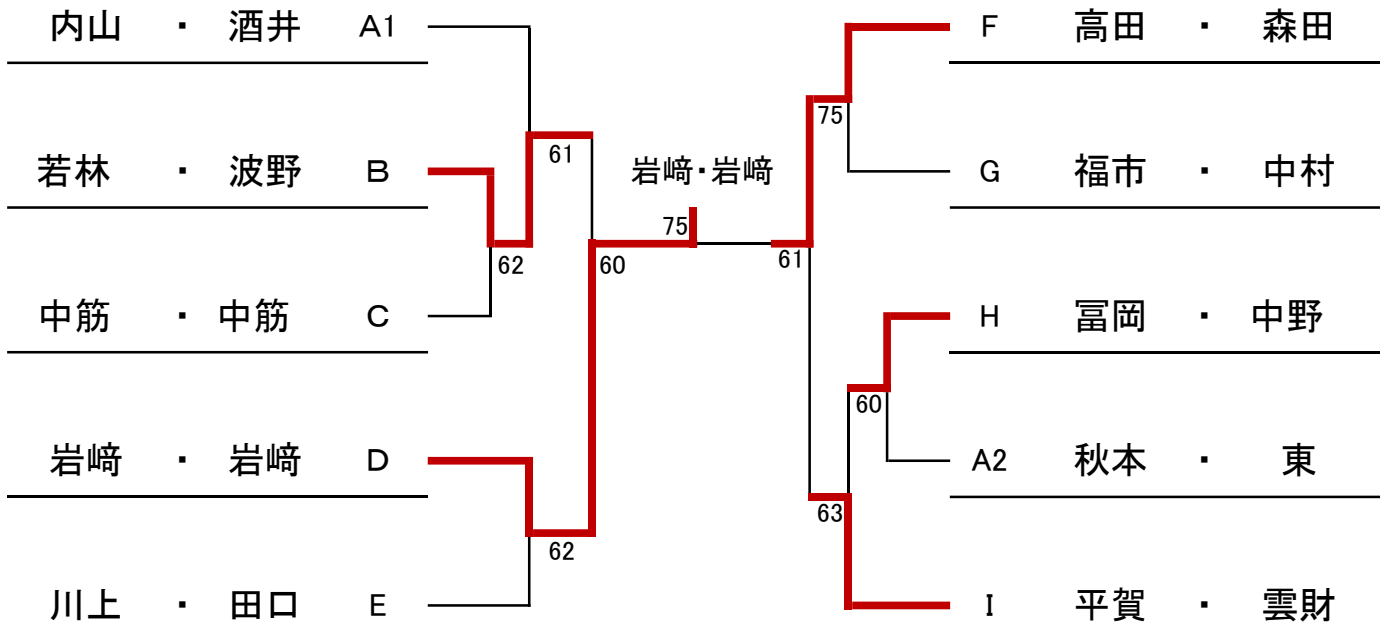 内山 ・ 酒井 A1
若林 ・ 波野 B
中筋 ・ 中筋 C
岩﨑 ・ 岩﨑 D
川上 ・ 田口 E
61
62
60
62
岩﨑・岩﨑
75
75
61
60
63
F 高田 ・ 森田
G 福市 ・ 中村
H 冨岡 ・ 中野
A2 秋本 ・ 東
I 平賀 ・ 雲財